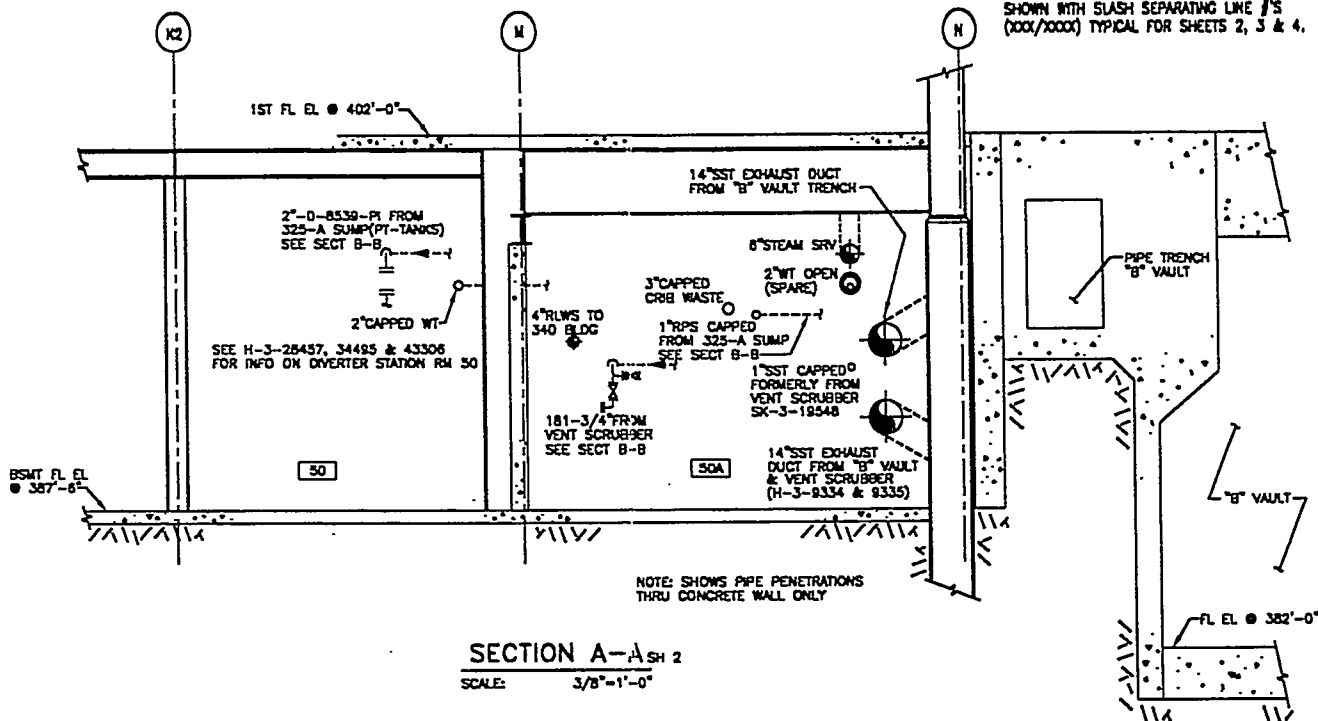 SHOWN WITH SLASH SEPARATING LINE #'S
(XXX/XXXX) TYPICAL FOR SHEETS 2, 3 & 4.
K2
M
N
1ST FL EL @ 402'-0"
14"SST EXHAUST DUCT
FROM "B" VAULT TRENCH
2"-D-8539-PI FROM
325-A SUMP(PT-TANKS)
SEE SECT B-B
8"STEAM SRV
2"WT OPEN
(SPARE)
PIPE TRENCH
"B" VAULT
3"CAPPED
CRIB WASTE
2"CAPPED WT
4"RLWS TO
340 BLDG
1"RPS CAPPED
FROM 325-A SUMP
SEE SECT B-B
SEE H-3-28457, 34495 & 43306
FOR INFO ON DIVERTER STATION RM 50
1"SST CAPPED
FORMERLY FROM
VENT SCRUBBER
SK-3-19548
181-3/4"FROM
VENT SCRUBBER
SEE SECT B-B
14"SST EXHAUST
DUCT FROM "B" VAULT
& VENT SCRUBBER
(H-3-9334 & 9335)
50
50A
BSMT FL EL
@ 387'-6"
"B" VAULT
NOTE: SHOWS PIPE PENETRATIONS
THRU CONCRETE WALL ONLY
FL EL @ 382'-0"
SECTION A-A SH 2
SCALE: 3/8"=1'-0"